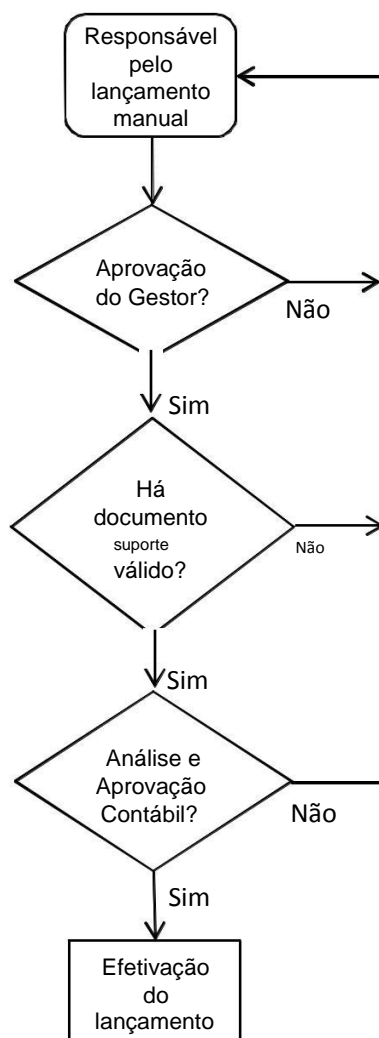 Responsável
pelo
lançamento
manual
Aprovação
do Gestor?
Não
Sim
Há
documento
suporte
válido?
Não
Sim
Análise e
Aprovação
Contábil?
Não
Sim
Efetivação
do
lançamento